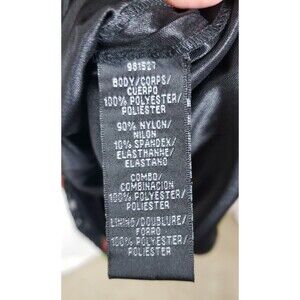 981527
BODY/CORPS/
CUERPO
100% POLYESTER/
POLIESTER
90% NYLON/
NILON
10% SPANDEX/
ELASTHANNE/
ELASTANO
COMBO/
COMBINACION
100% POLYESTER/
POLIESTER
LINING/DOUBLURE/
FORRO
100% POLYESTER/
POLIESTER